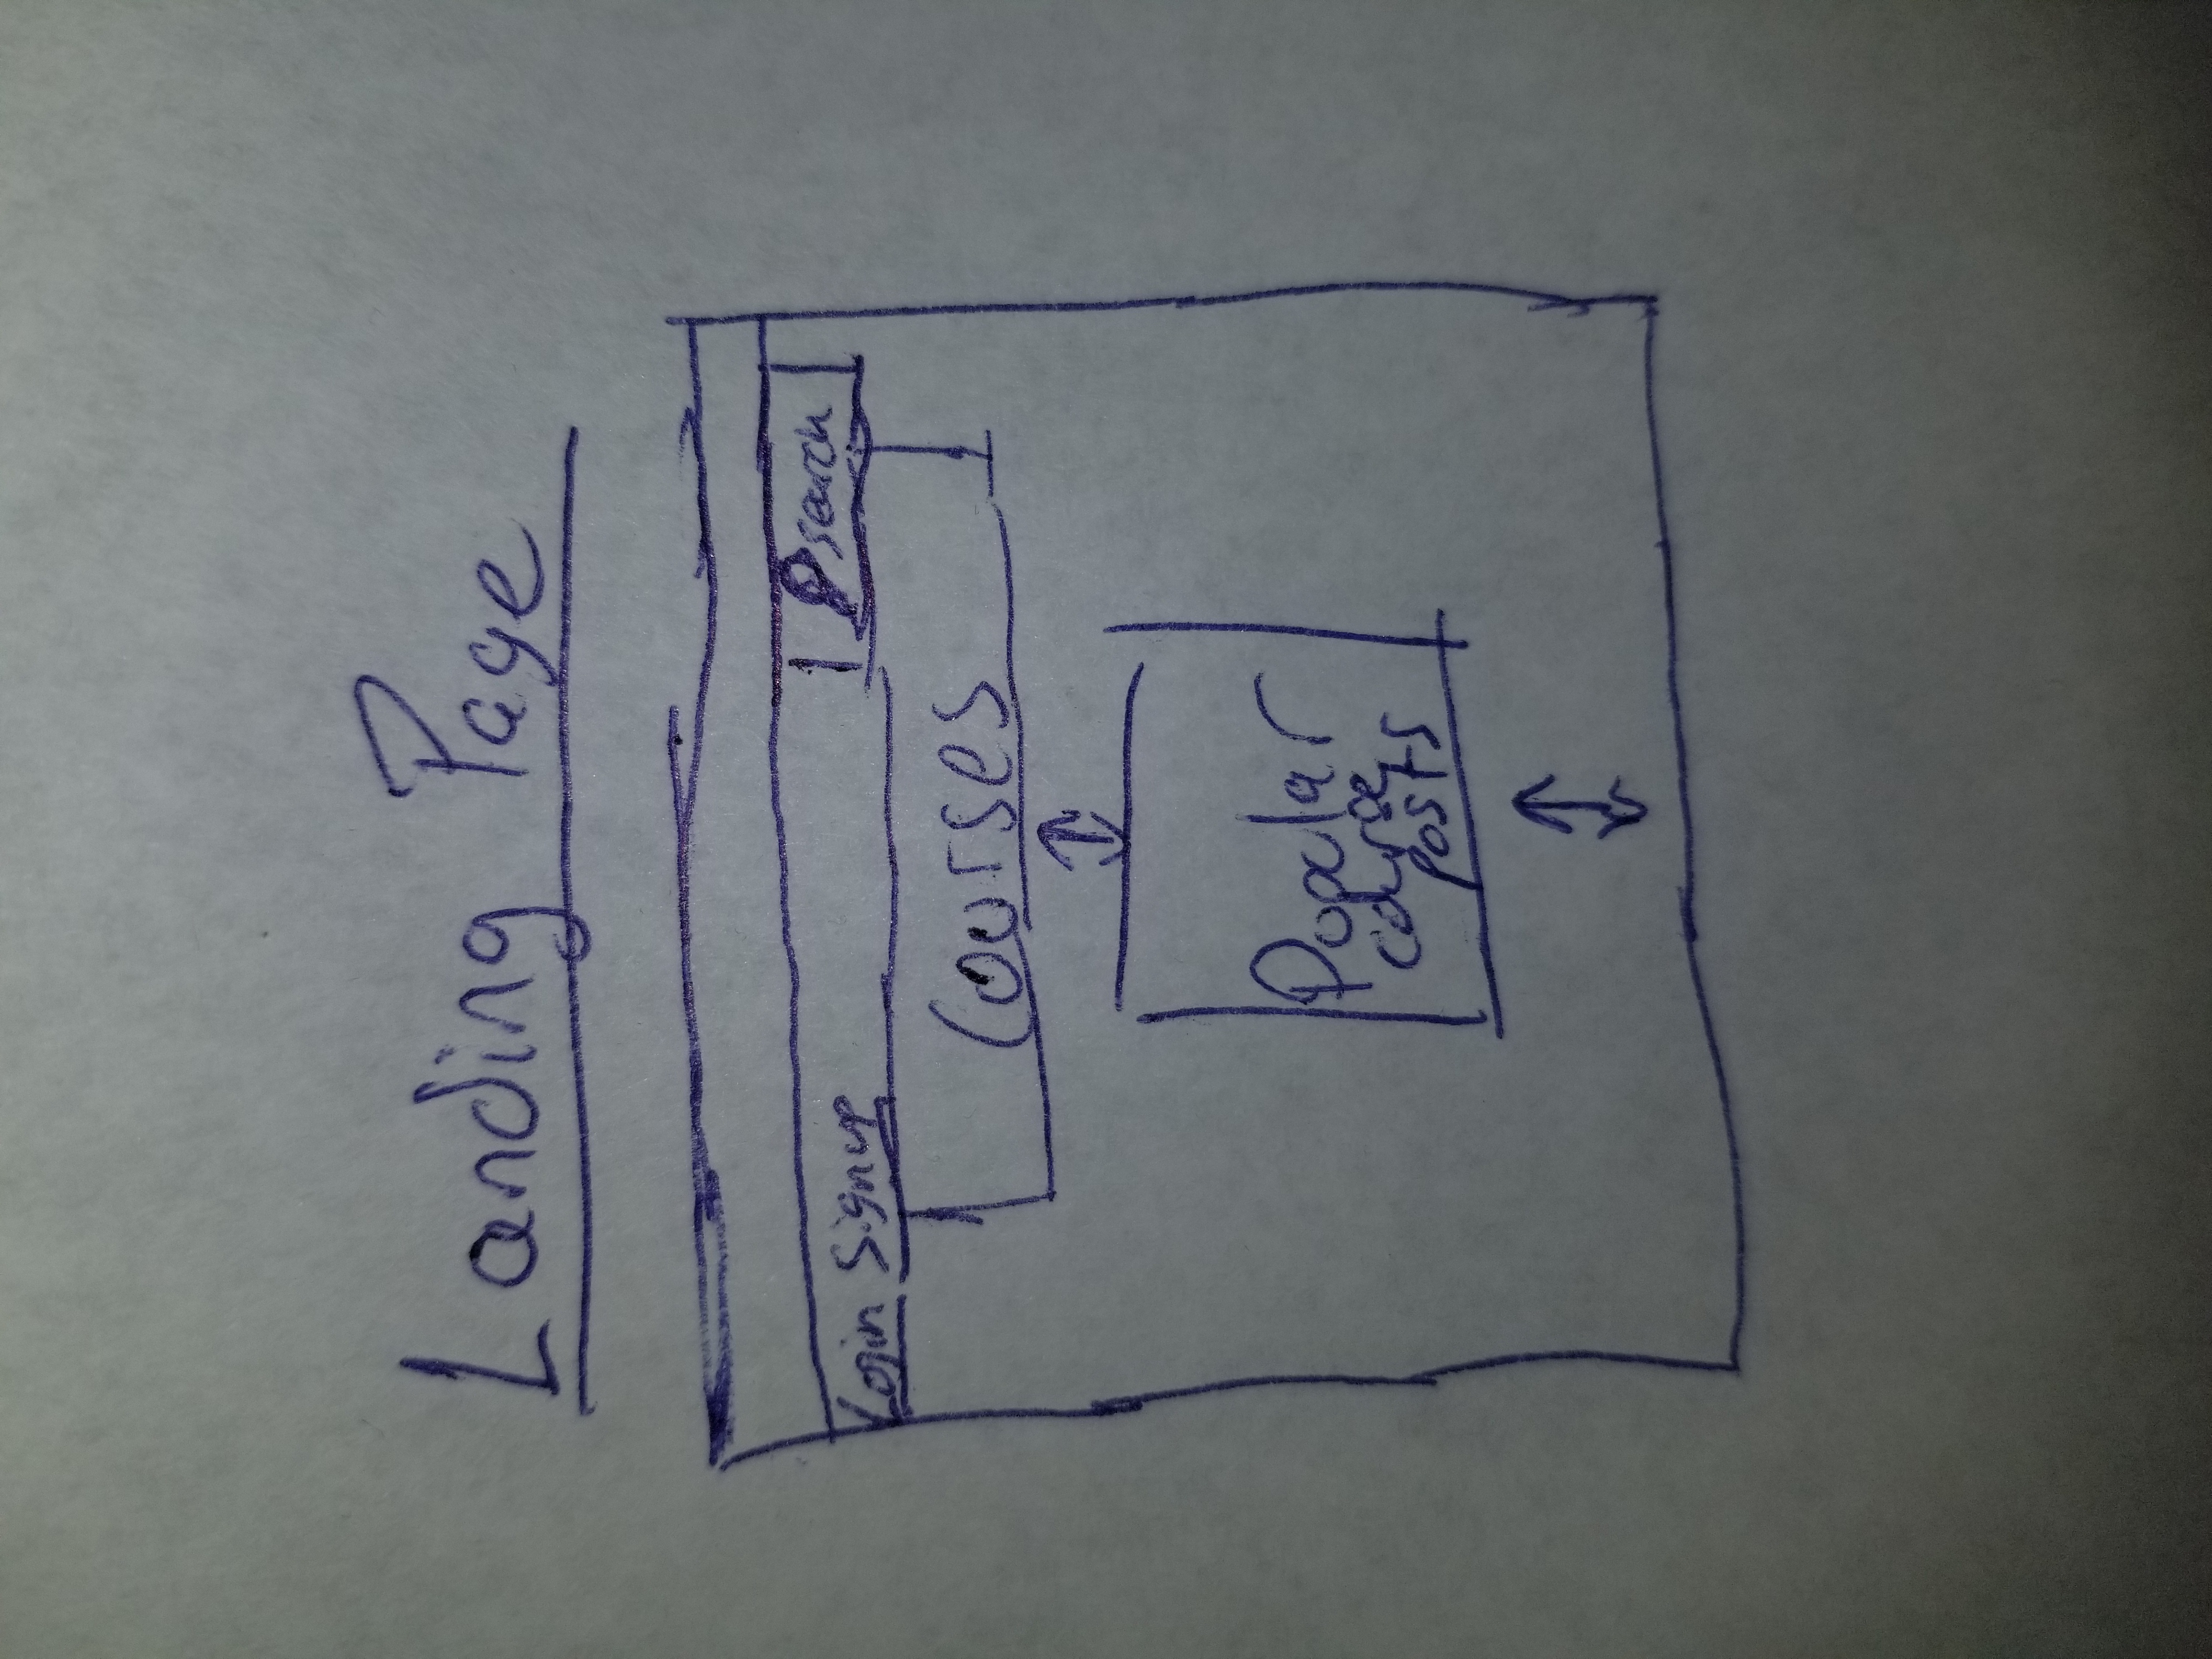 Landing Page
Login Signup search
Courses
Popular
course
posts